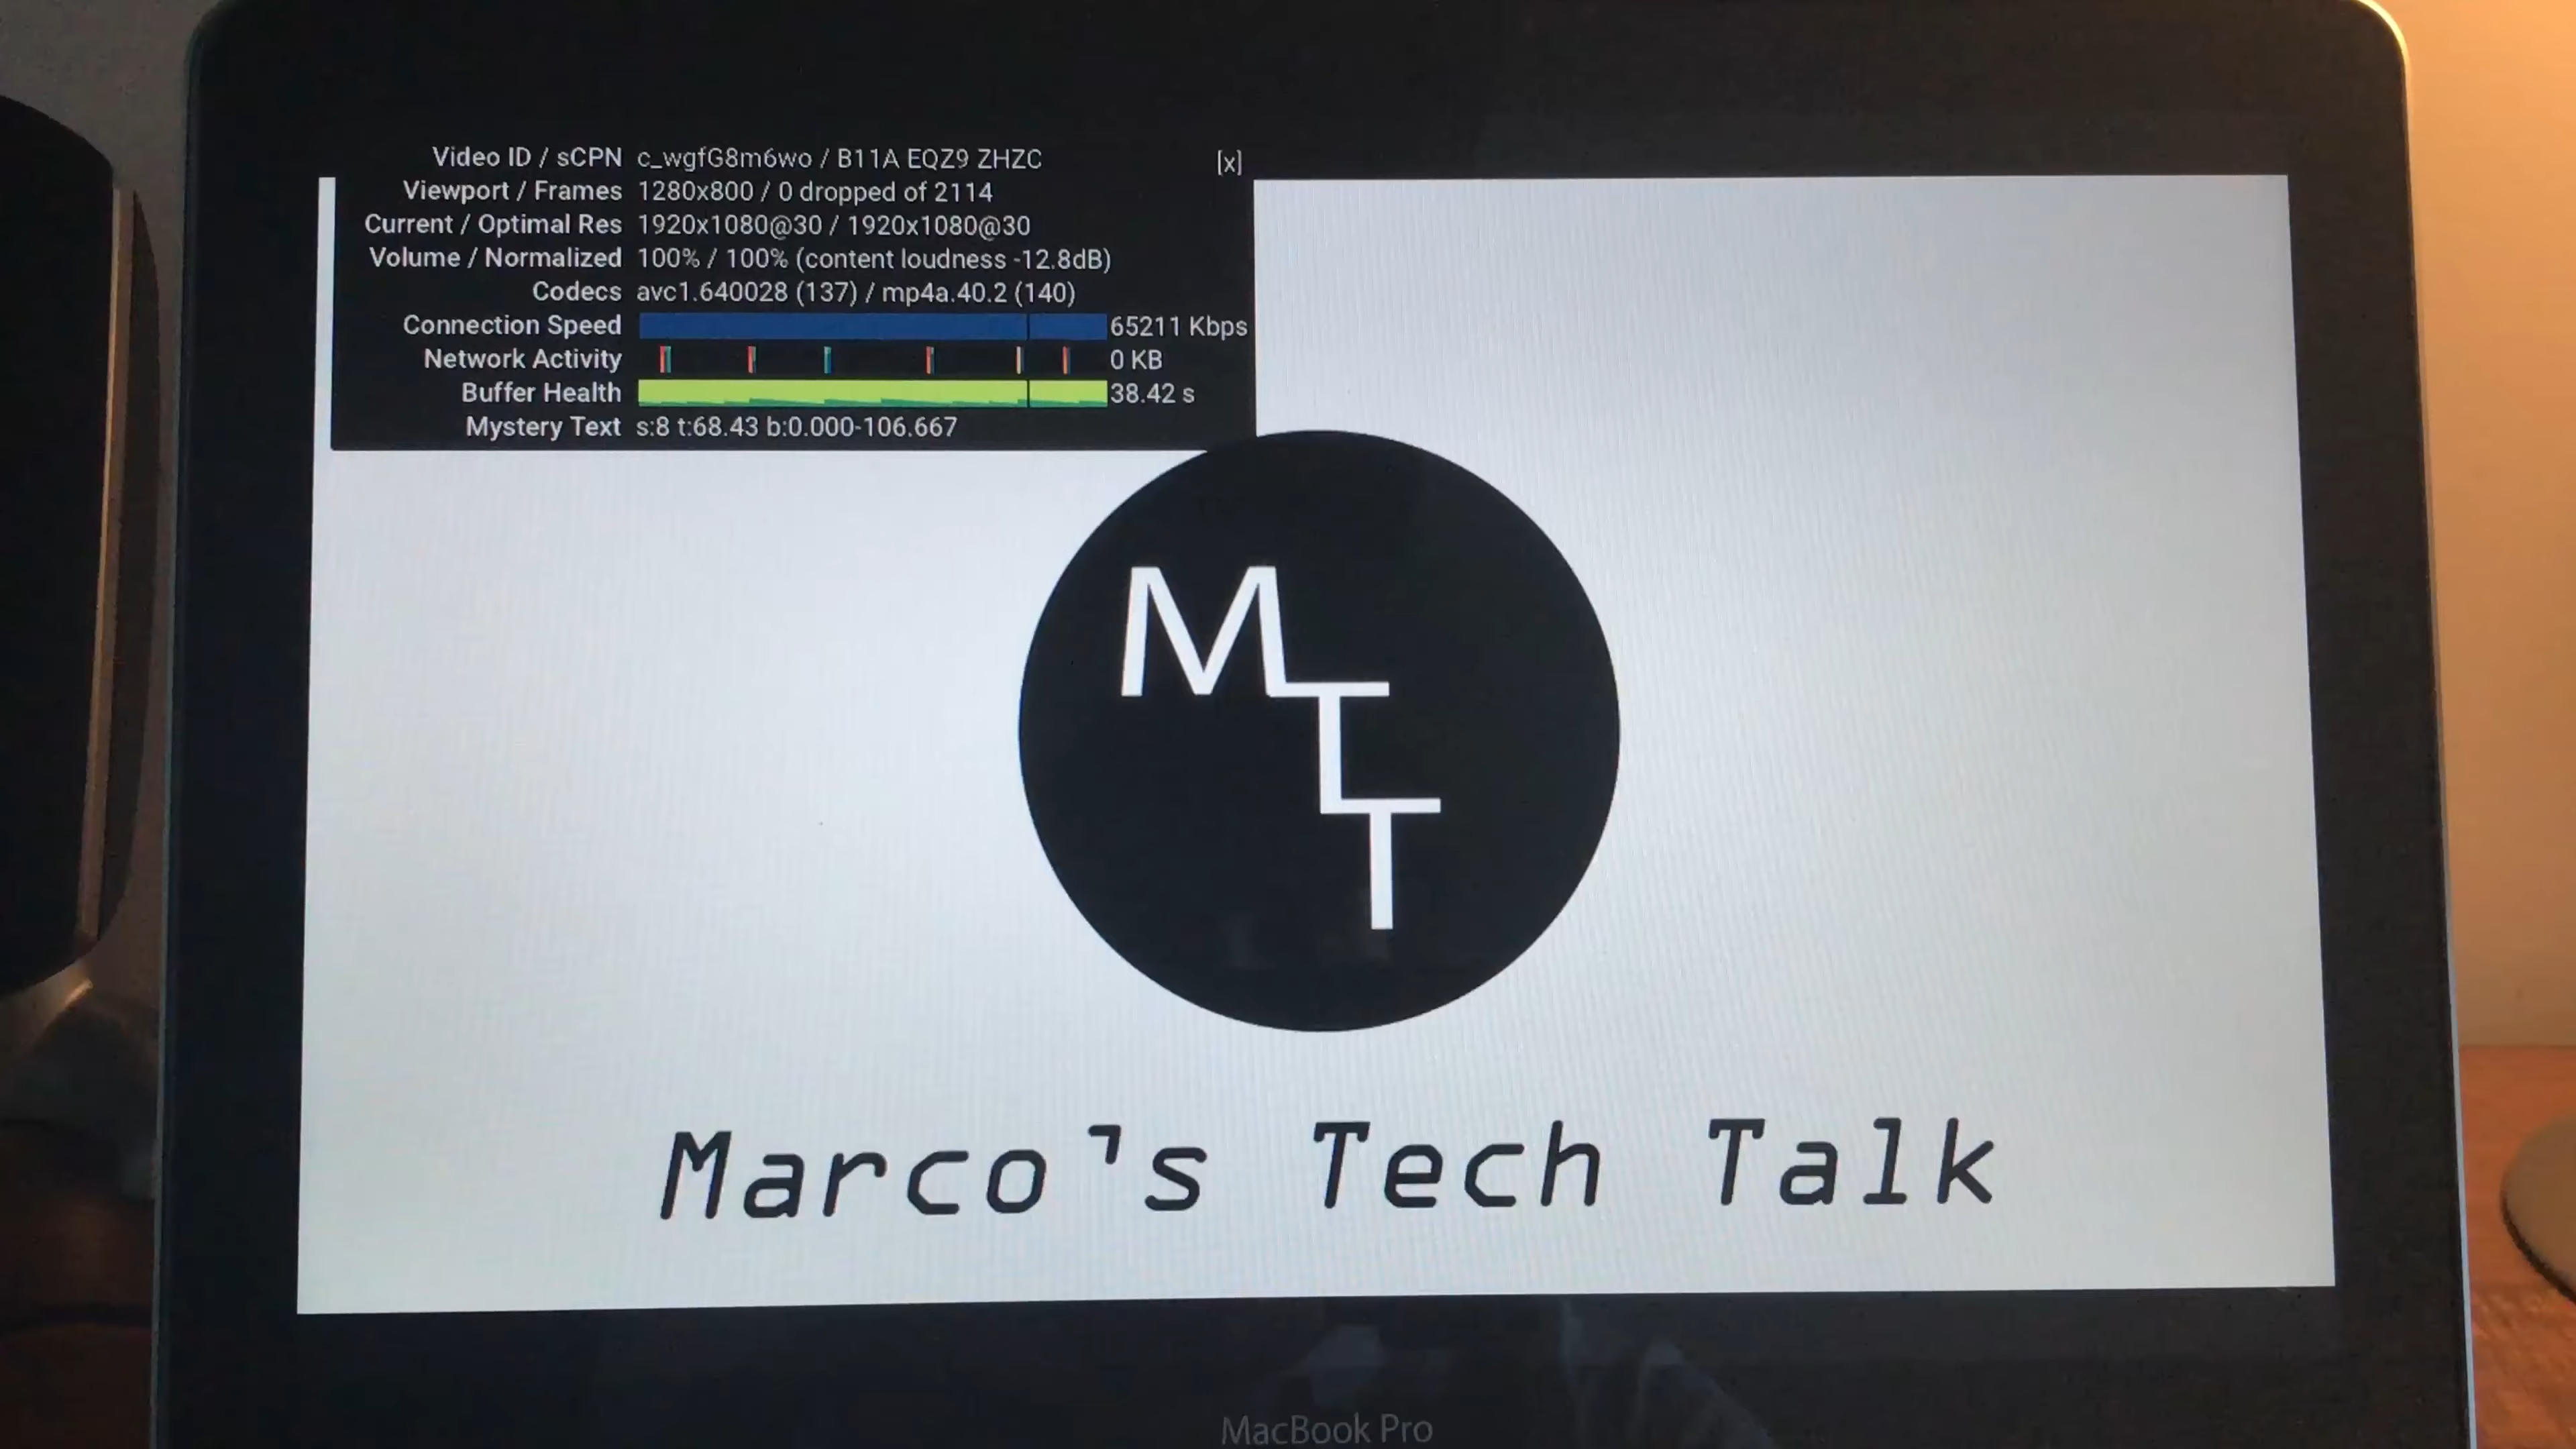 Video ID / sCPN c_wgfG8m6wo / B11A EQZ9 ZHZC [x]
Viewport / Frames 1280x800 / 0 dropped of 2114
Current / Optimal Res 1920x1080@30 / 1920x1080@30
Volume / Normalized 100% / 100% (content loudness -12.8dB)
Codecs avc1.640028 (137) / mp4a.40.2 (140)
Connection Speed 65211 Kbps
Network Activity 0 KB
Buffer Health 38.42 s
Mystery Text s:8 t:68.43 b:0.000-106.667
M
T
T
Marco's Tech Talk
MacBook Pro